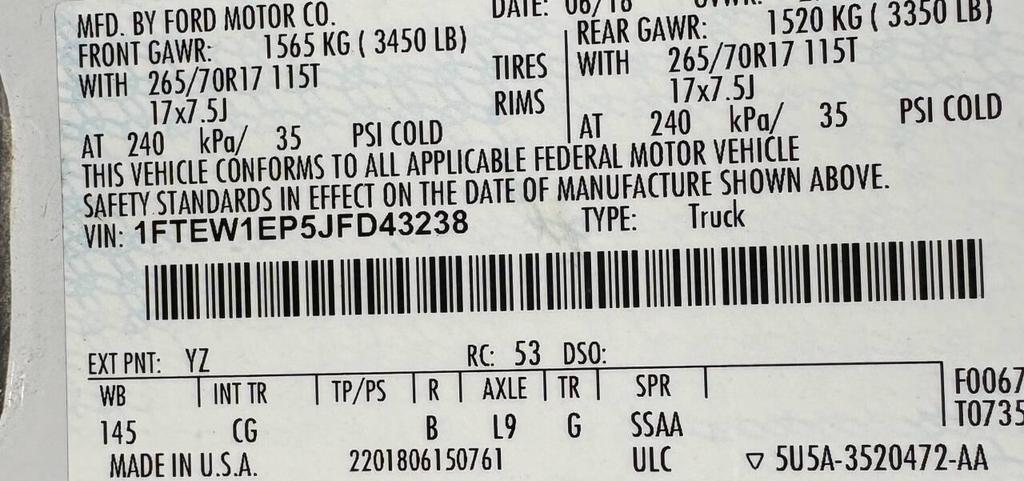 MFD. BY FORD MOTOR CO. DATE: 06/18
FRONT GAWR: 1565 KG ( 3450 LB) REAR GAWR: 1520 KG ( 3350 LB)
WITH 265/70R17 115T TIRES WITH 265/70R17 115T
17x7.5J RIMS 17x7.5J
AT 240 kPa/ 35 PSI COLD AT 240 kPa/ 35 PSI COLD
THIS VEHICLE CONFORMS TO ALL APPLICABLE FEDERAL MOTOR VEHICLE
SAFETY STANDARDS IN EFFECT ON THE DATE OF MANUFACTURE SHOWN ABOVE.
VIN: 1FTEW1EP5JFD43238 TYPE: Truck
EXT PNT: YZ RC: 53 DSO:
WB INT TR TP/PS R AXLE TR SPR F0067
145 CG B L9 G SSAA T0735
MADE IN U.S.A. 2201806150761 ULC ▽ 5U5A-3520472-AA